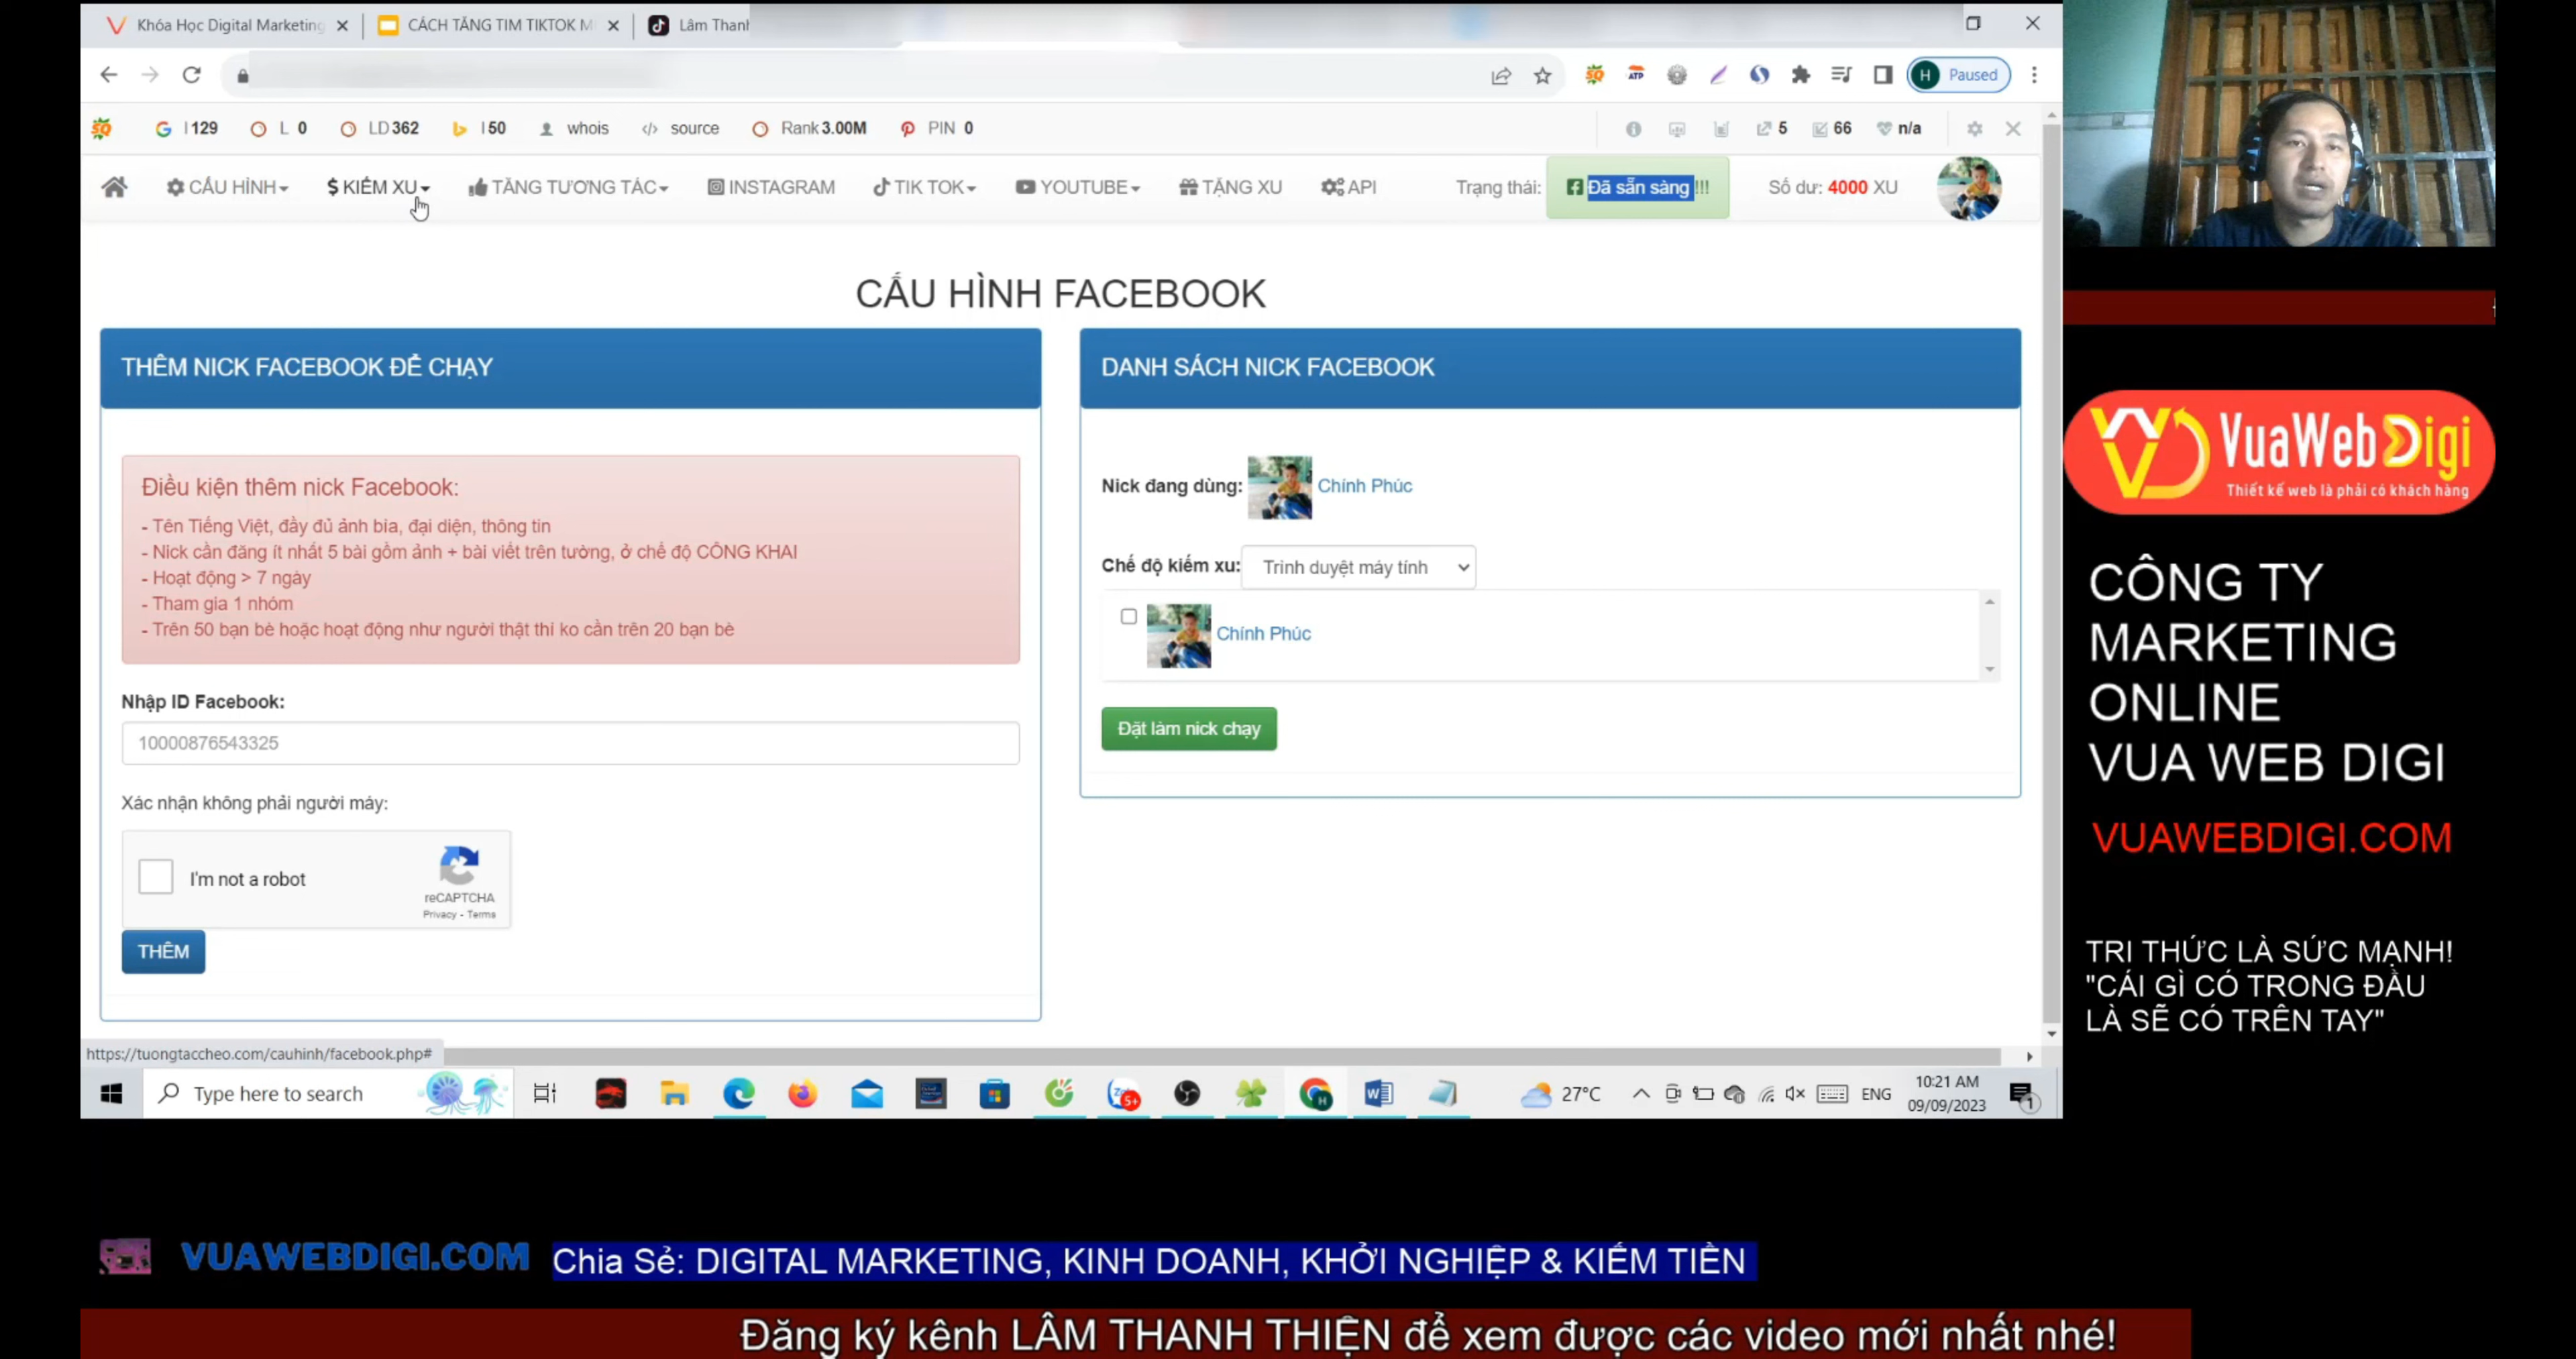 Khóa Học Digital Marketing
CÁCH TĂNG TIM TIKTOK M
Lâm Thanh
SQ ATP H Paused
I 129 L 0 LD 362 I 50 whois source Rank 3.00M PIN 0 5 66 n/a
CẤU HÌNH KIẾM XU TĂNG TƯƠNG TÁC INSTAGRAM TIK TOK YOUTUBE TẶNG XU API Trạng thái: Đã sẵn sàng !!! Số dư: 4000 XU
CẤU HÌNH FACEBOOK
THÊM NICK FACEBOOK ĐỂ CHẠY
Điều kiện thêm nick Facebook:
- Tên Tiếng Việt, đầy đủ ảnh bìa, đại diện, thông tin
- Nick cần đăng ít nhất 5 bài gồm ảnh + bài viết trên tường, ở chế độ CÔNG KHAI
- Hoạt động > 7 ngày
- Tham gia 1 nhóm
- Trên 50 bạn bè hoặc hoạt động như người thật thì ko cần trên 20 bạn bè
Nhập ID Facebook:
10000876543325
Xác nhận không phải người máy:
I'm not a robot
reCAPTCHA
Privacy - Terms
THÊM
DANH SÁCH NICK FACEBOOK
Nick đang dùng: Chính Phúc
Chế độ kiếm xu: Trình duyệt máy tính
Chính Phúc
Đặt làm nick chạy
https://tuongtaccheo.com/cauhinh/facebook.php#
Type here to search
5+
27°C
ENG
10:21 AM
09/09/2023
1
VuaWebDigi
Thiết kế web là phải có khách hàng
CÔNG TY
MARKETING
ONLINE
VUA WEB DIGI
VUAWEBDIGI.COM
TRI THỨC LÀ SỨC MẠNH!
"CÁI GÌ CÓ TRONG ĐẦU
LÀ SẼ CÓ TRÊN TAY"
VUAWEBDIGI.COM
Chia Sẻ: DIGITAL MARKETING, KINH DOANH, KHỞI NGHIỆP & KIẾM TIỀN
Đăng ký kênh LÂM THANH THIỆN để xem được các video mới nhất nhé!